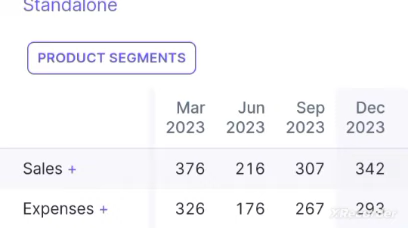 Standalone
PRODUCT SEGMENTS
Mar Jun Sep Dec
2023 2023 2023 2023
Sales + 376 216 307 342
Expenses + 326 176 267 293